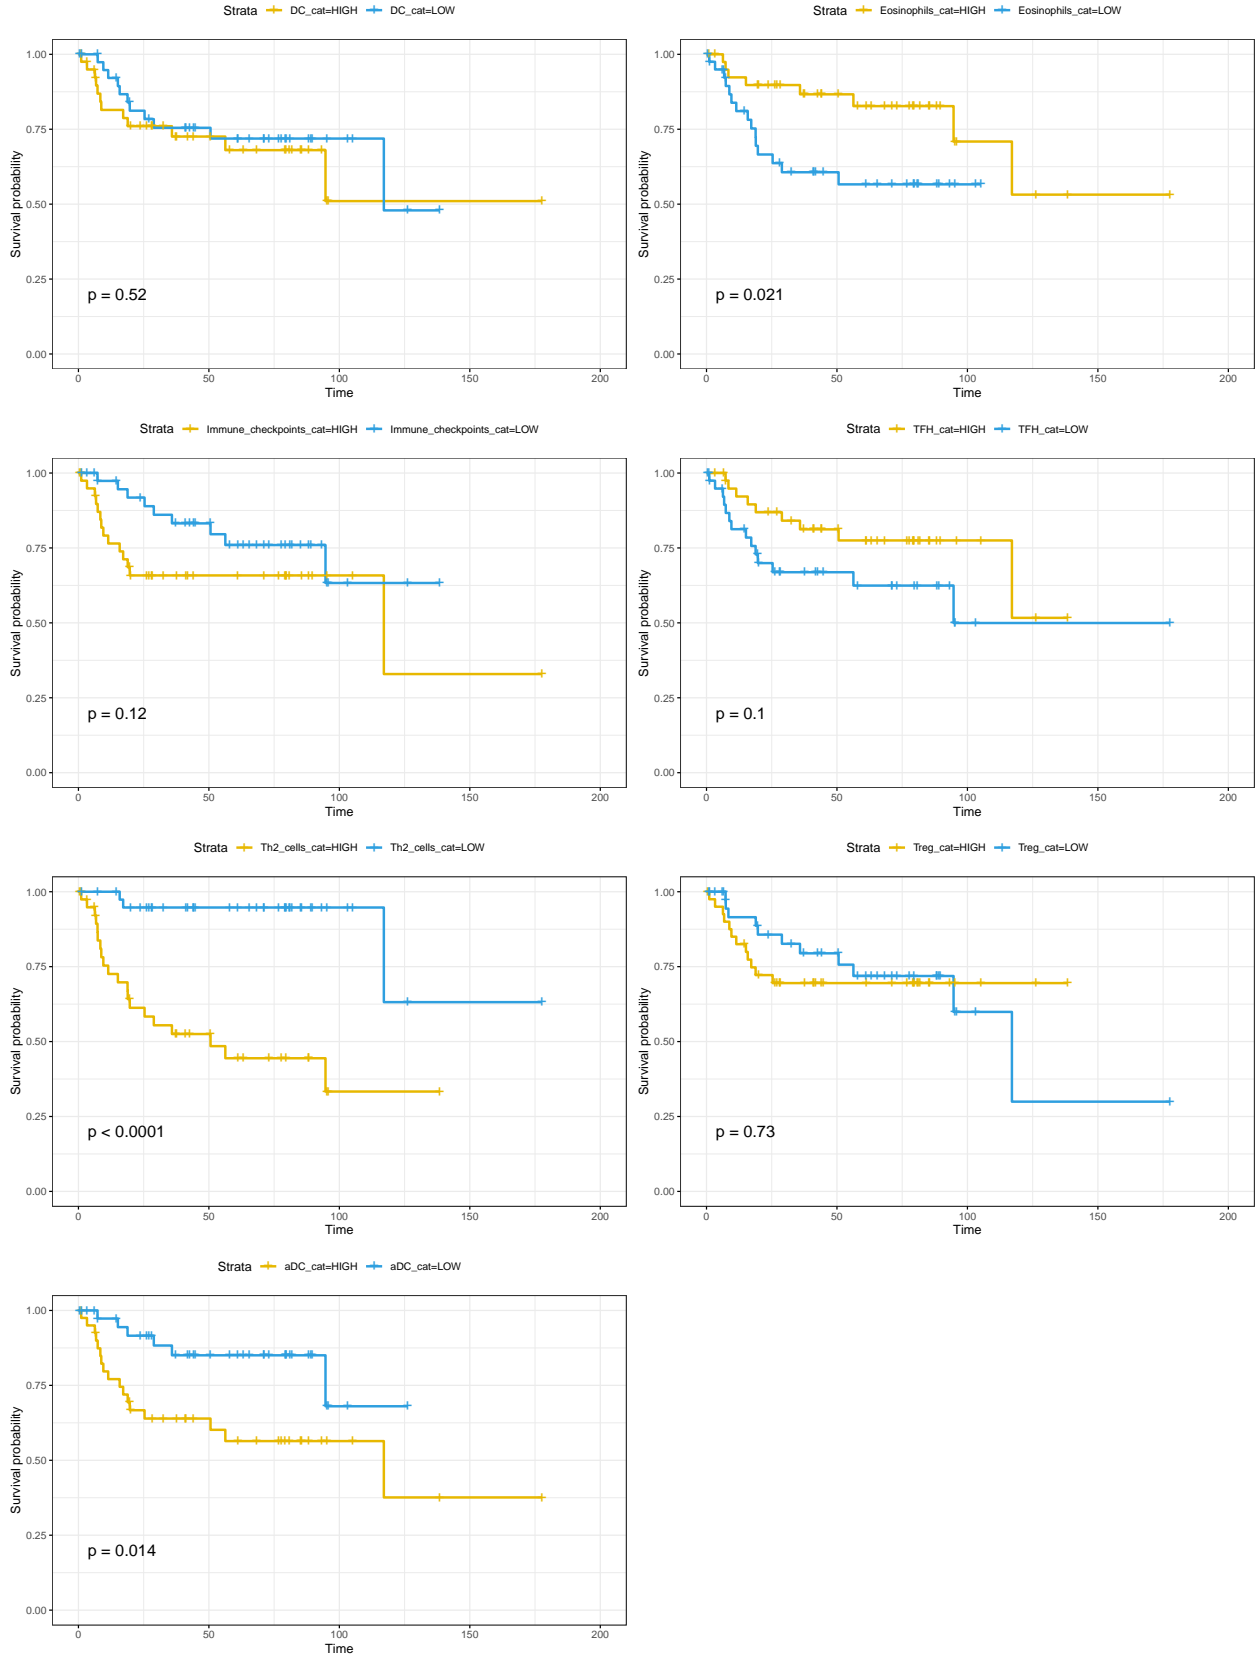 Strata DC_cat=HIGH DC_cat=LOW
1.00
0.75
0.50
0.25
0.00
Survival probability
p = 0.52
0 50 100 150 200
Time
Strata Eosinophils_cat=HIGH Eosinophils_cat=LOW
1.00
0.75
0.50
0.25
0.00
Survival probability
p = 0.021
0 50 100 150 200
Time
Strata Immune_checkpoints_cat=HIGH Immune_checkpoints_cat=LOW
1.00
0.75
0.50
0.25
0.00
Survival probability
p = 0.12
0 50 100 150 200
Time
Strata TFH_cat=HIGH TFH_cat=LOW
1.00
0.75
0.50
0.25
0.00
Survival probability
p = 0.1
0 50 100 150 200
Time
Strata Th2_cells_cat=HIGH Th2_cells_cat=LOW
1.00
0.75
0.50
0.25
0.00
Survival probability
p < 0.0001
0 50 100 150 200
Time
Strata Treg_cat=HIGH Treg_cat=LOW
1.00
0.75
0.50
0.25
0.00
Survival probability
p = 0.73
0 50 100 150 200
Time
Strata aDC_cat=HIGH aDC_cat=LOW
1.00
0.75
0.50
0.25
0.00
Survival probability
p = 0.014
0 50 100 150 200
Time